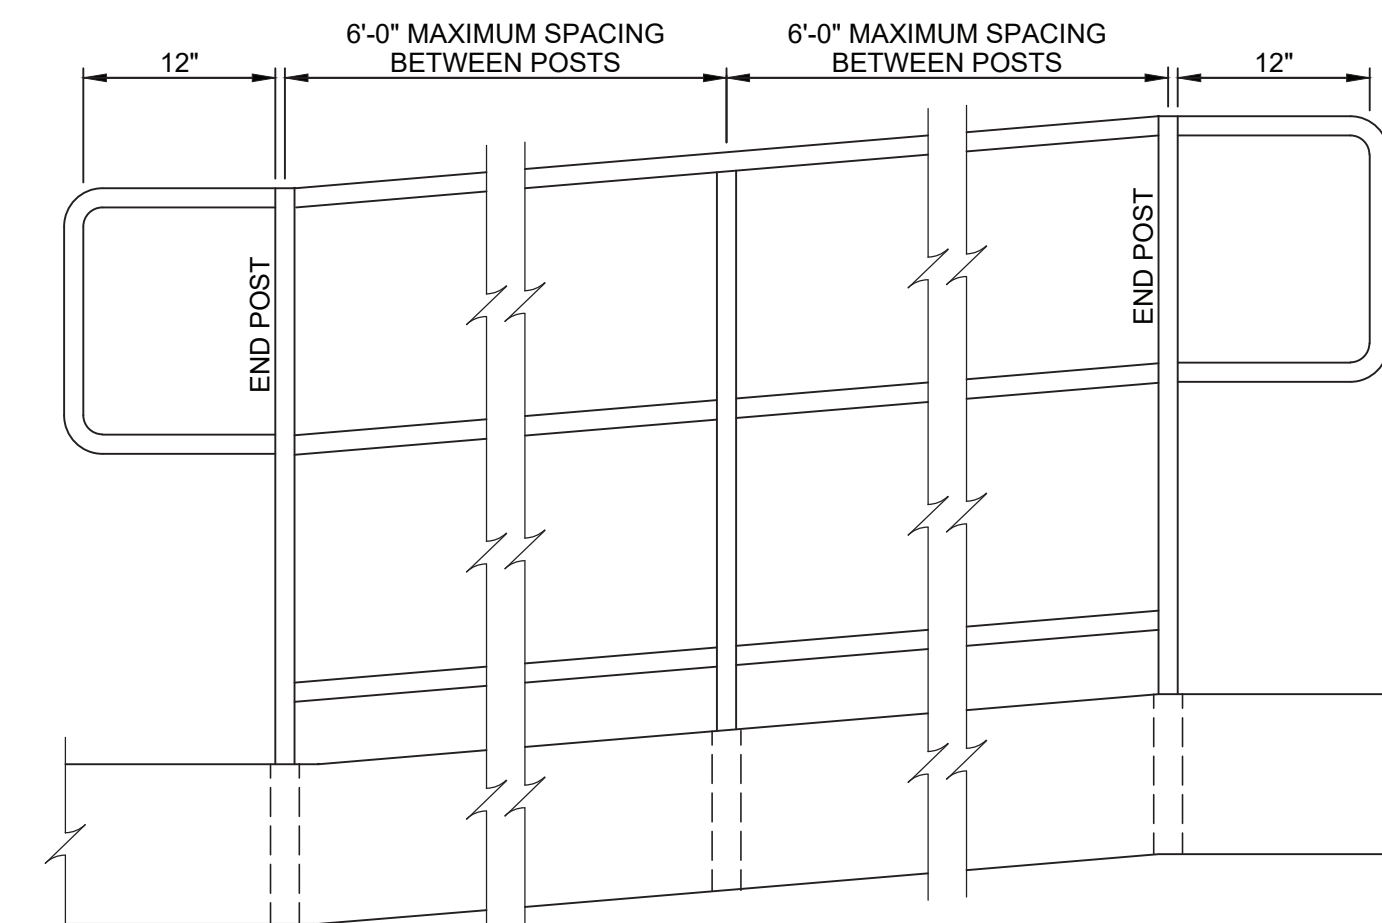 12"
6'-0" MAXIMUM SPACING
BETWEEN POSTS
6'-0" MAXIMUM SPACING
BETWEEN POSTS
12"
END POST
END POST